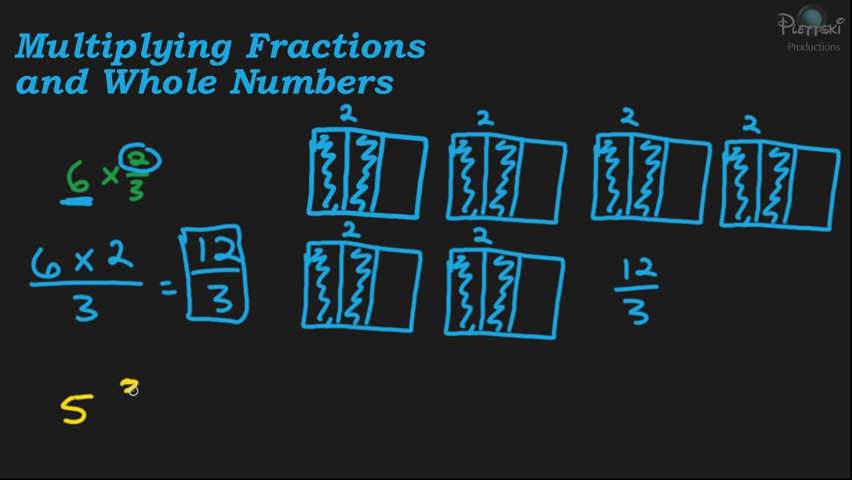 Multiplying Fractions
and Whole Numbers
PLETTSKI
Productions
6 × 2/3
6 × 2 / 3 = 12/3
2 2 2 2
2 2
12/3
5